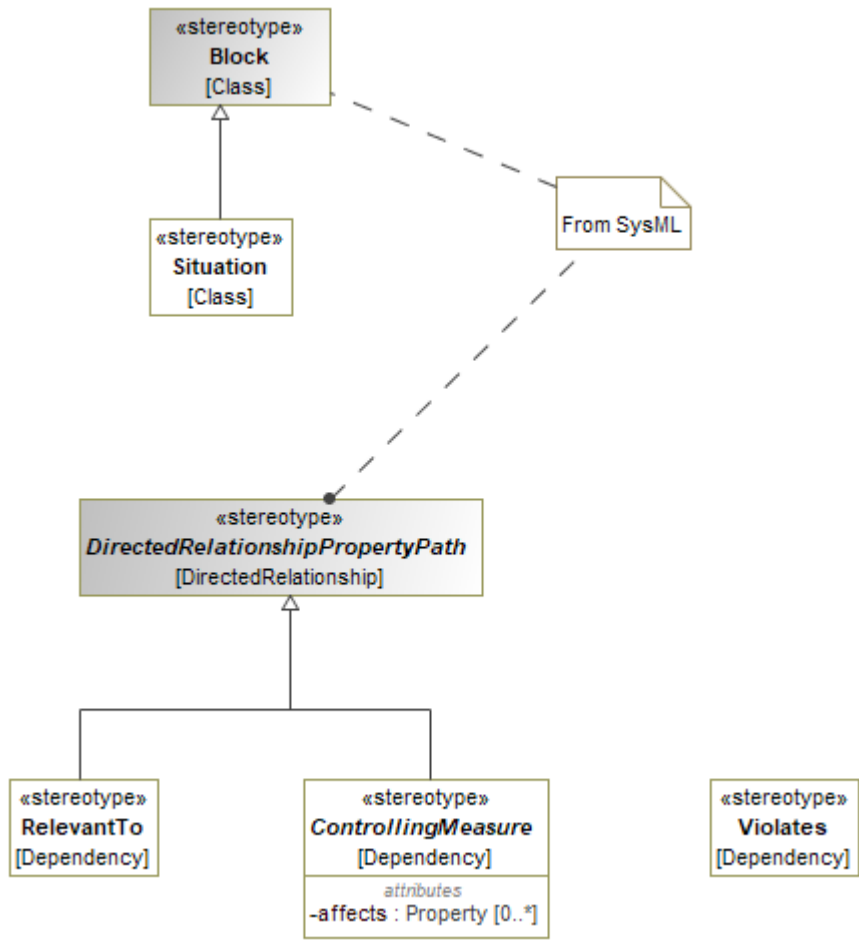 «stereotype»
Block
[Class]
From SysML
«stereotype»
Situation
[Class]
«stereotype»
DirectedRelationshipPropertyPath
[DirectedRelationship]
«stereotype»
RelevantTo
[Dependency]
«stereotype»
ControllingMeasure
[Dependency]
attributes
-affects : Property [0..*]
«stereotype»
Violates
[Dependency]